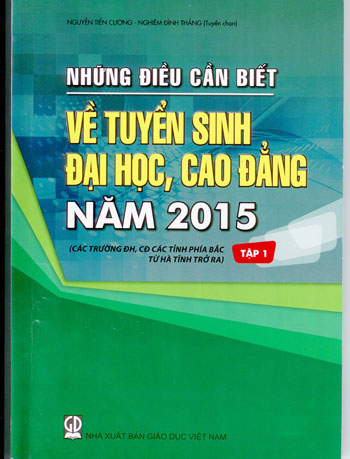 NGUYỄN TIẾN CƯỜNG - NGHIÊM ĐÌNH THẮNG (Tuyển chọn)
NHỮNG ĐIỀU CẦN BIẾT
VỀ TUYỂN SINH
ĐẠI HỌC, CAO ĐẲNG
NĂM 2015
(CÁC TRƯỜNG ĐH, CĐ CÁC TỈNH PHÍA BẮC
TỪ HÀ TĨNH TRỞ RA)
TẬP 1
GD
NHÀ XUẤT BẢN GIÁO DỤC VIỆT NAM